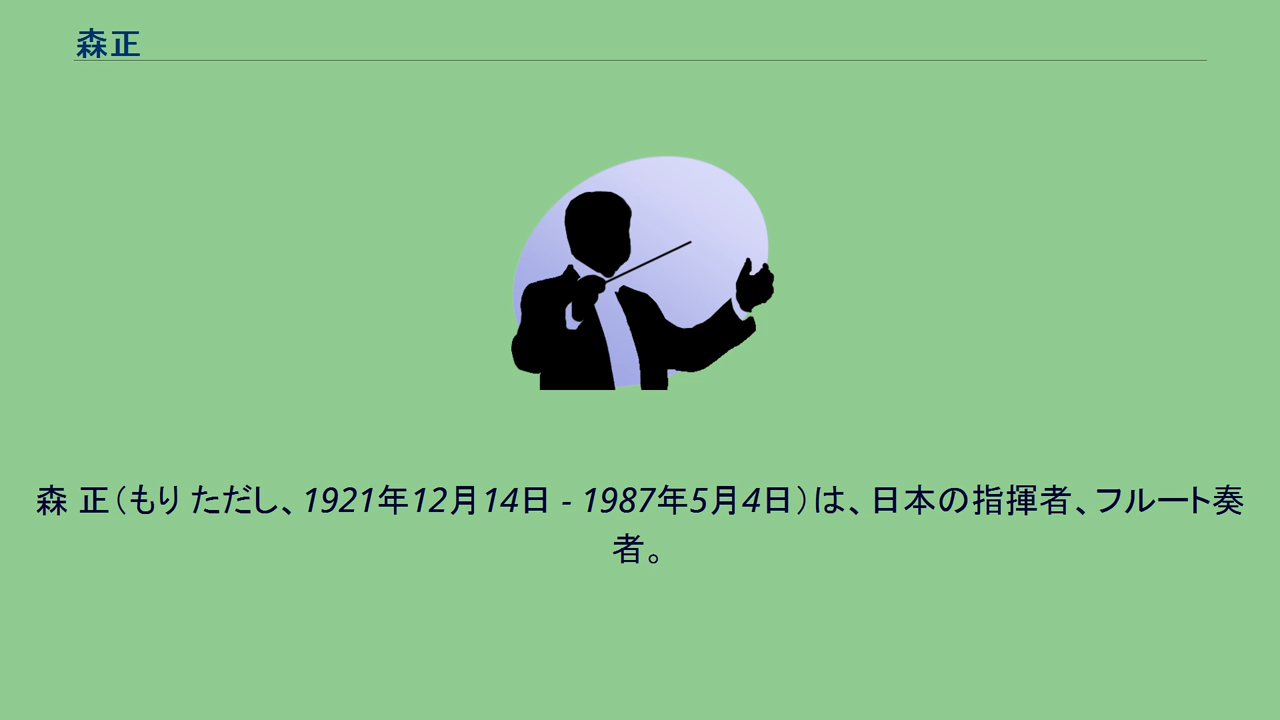 森正
森 正（もり ただし、1921年12月14日 - 1987年5月4日）は、日本の指揮者、フルート奏
者。